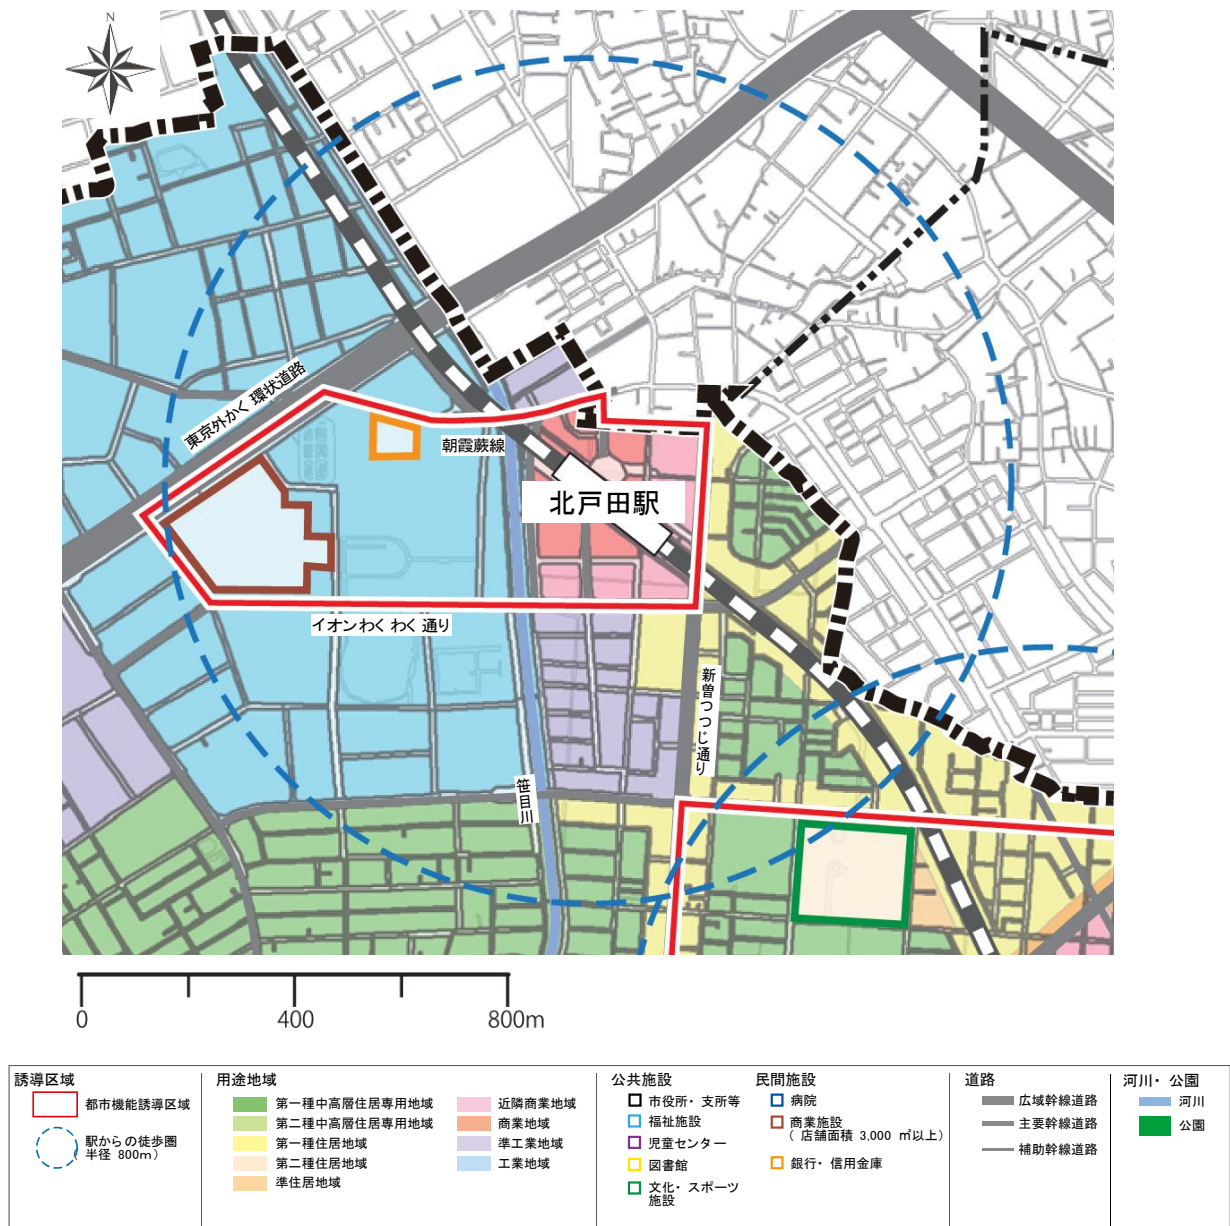 N
東京外かく環状道路
朝霞蕨線
北戸田駅
イオンわくわく通り
新曽つつじ通り
笹目川
0
400
800m
誘導区域
都市機能誘導区域
駅からの徒歩圏
(半径 800m)
用途地域
第一種中高層住居専用地域
第二種中高層住居専用地域
第一種住居地域
第二種住居地域
準住居地域
近隣商業地域
商業地域
準工業地域
工業地域
公共施設
市役所・支所等
福祉施設
児童センター
図書館
文化・スポーツ
施設
民間施設
病院
商業施設
(店舗面積 3,000 ㎡以上)
銀行・信用金庫
道路
広域幹線道路
主要幹線道路
補助幹線道路
河川・公園
河川
公園